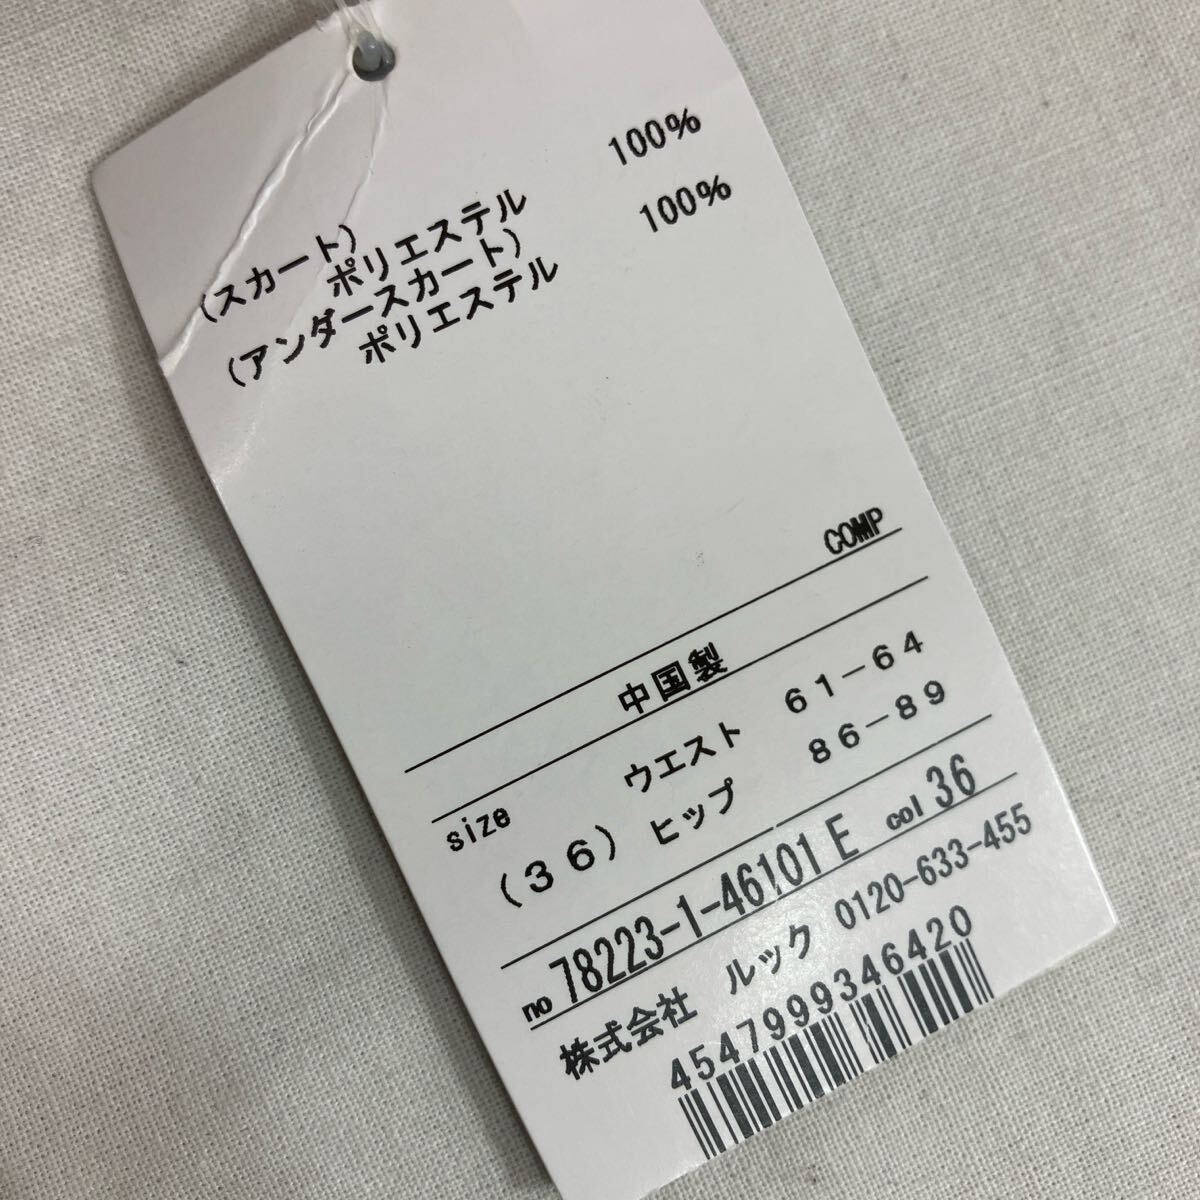 (スカート)
ポリエステル 100%
(アンダースカート)
ポリエステル 100%
COMP
中国製
size ウエスト 61-64
(36) ヒップ 86-89
no 78223-1-46101 E col 36
株式会社 ルック 0120-633-455
4547999346420